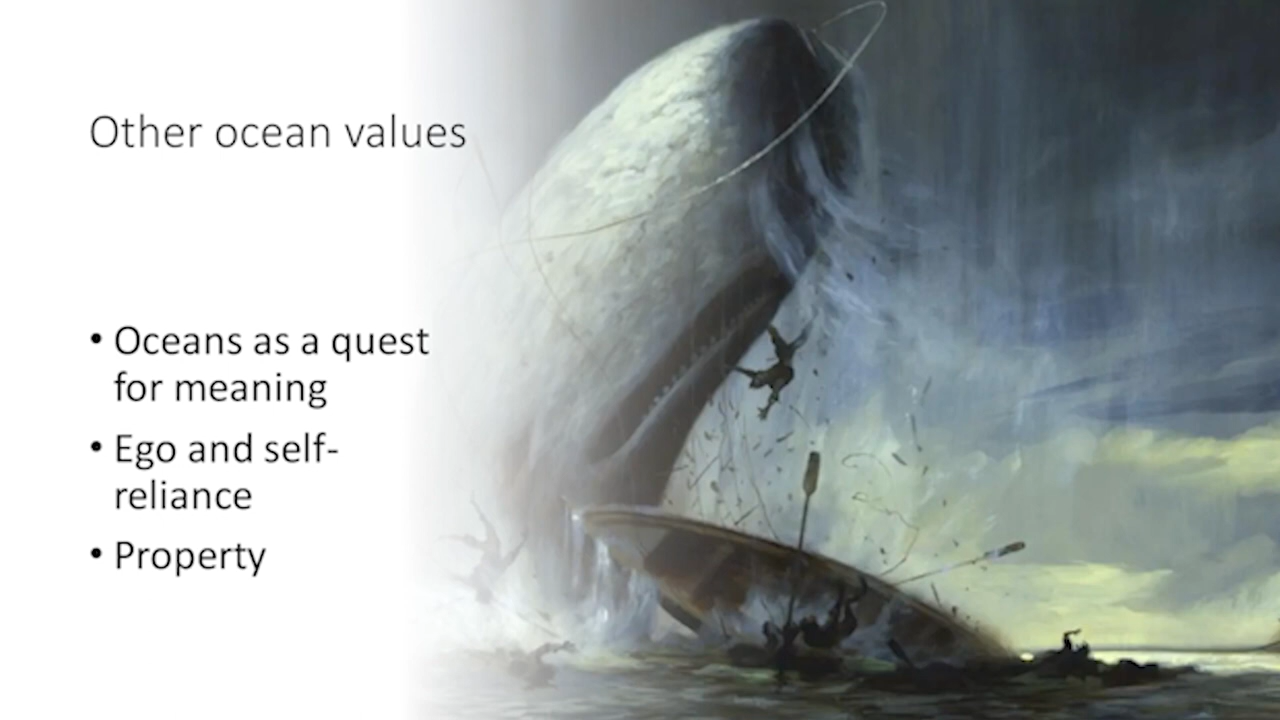 Other ocean values
• Oceans as a quest
for meaning
• Ego and self-
reliance
• Property